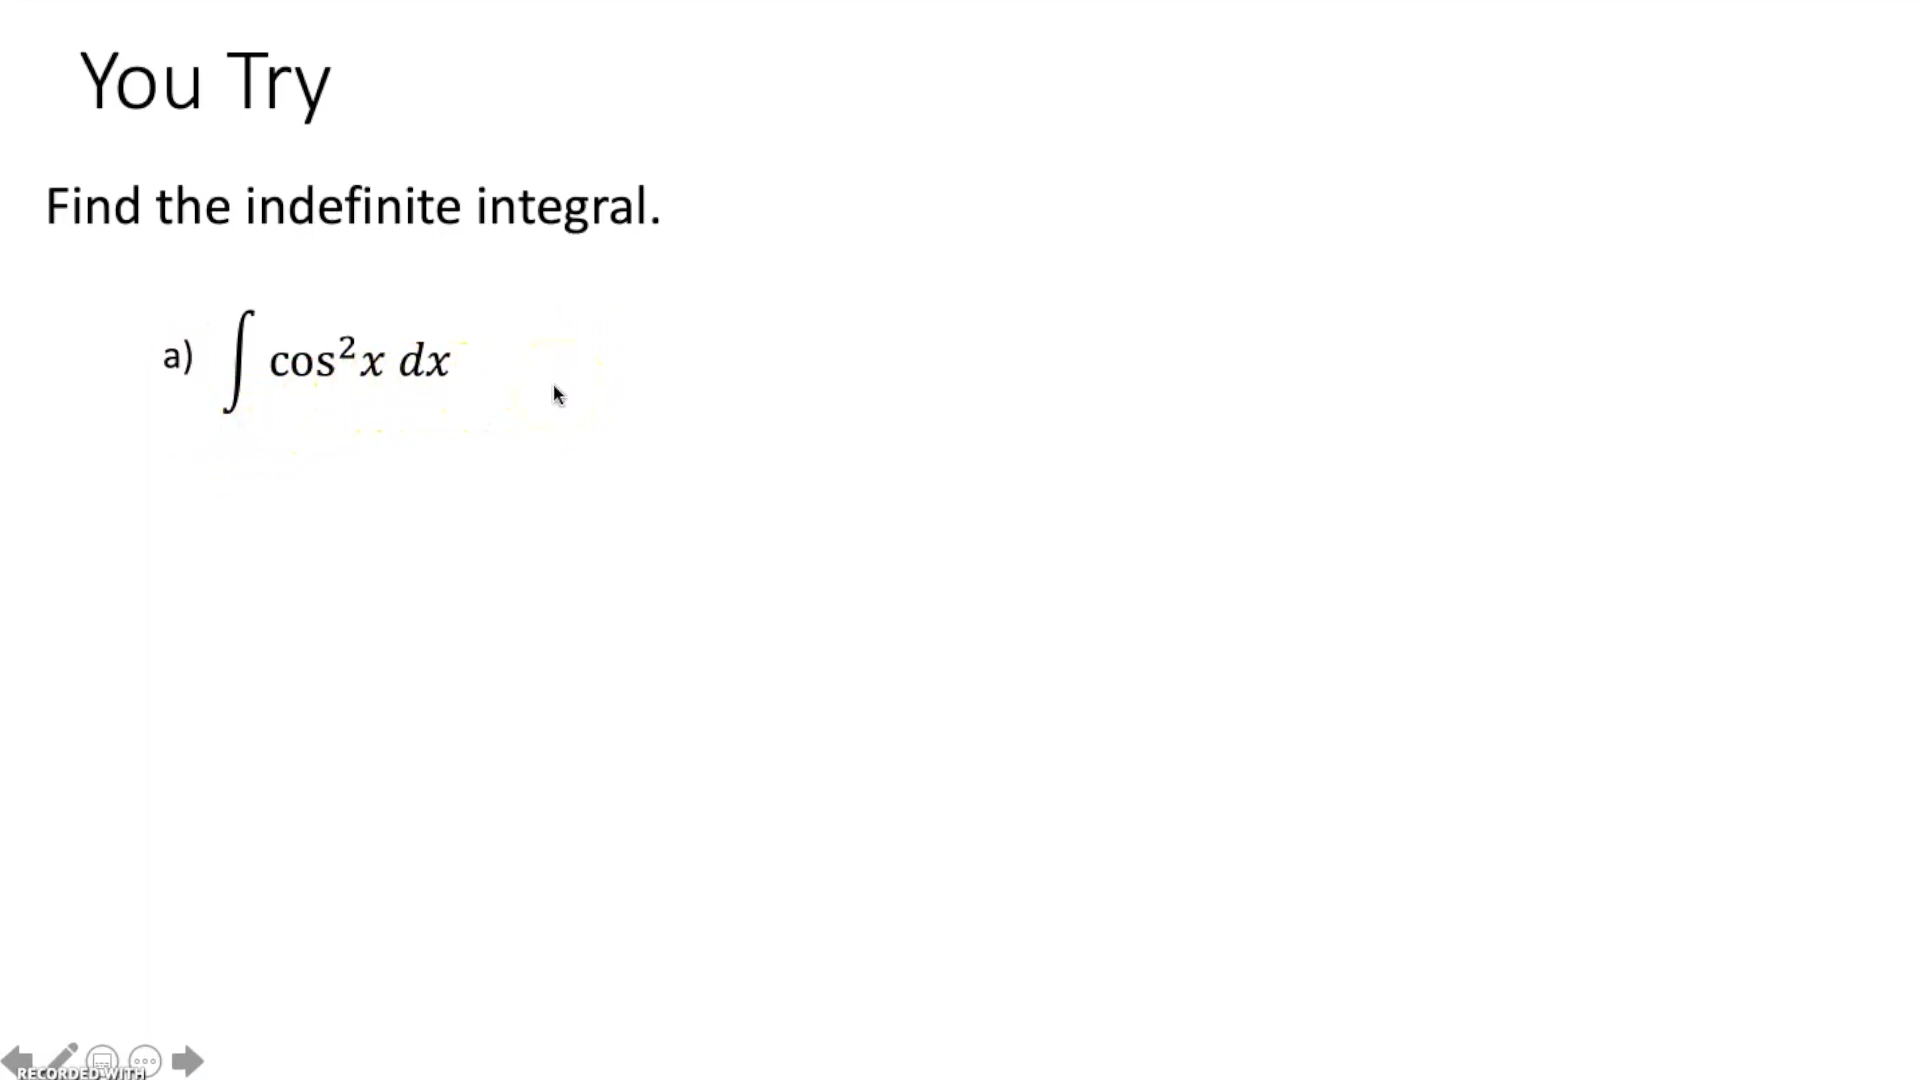 You Try
Find the indefinite integral.
a) ∫ cos²x dx
RECORDED WITH